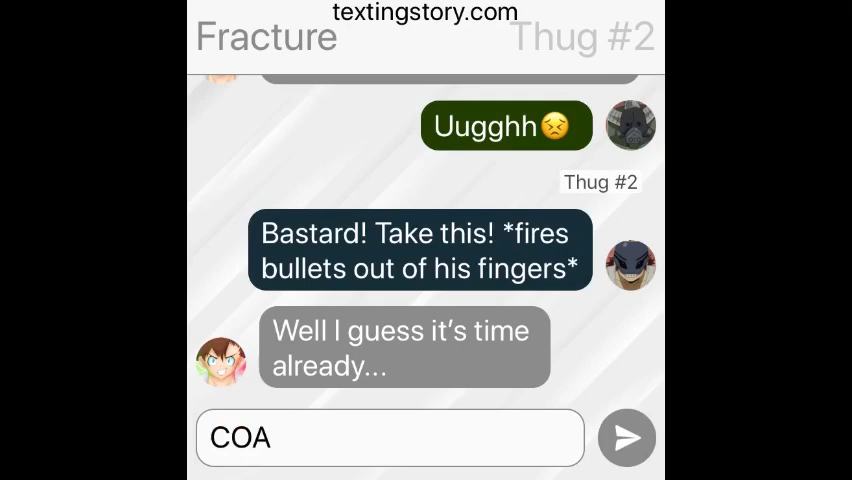 textingstory.com
Fracture Thug #2
Uugghh😣
Thug #2
Bastard! Take this! *fires
bullets out of his fingers*
Well I guess it's time
already...
COA